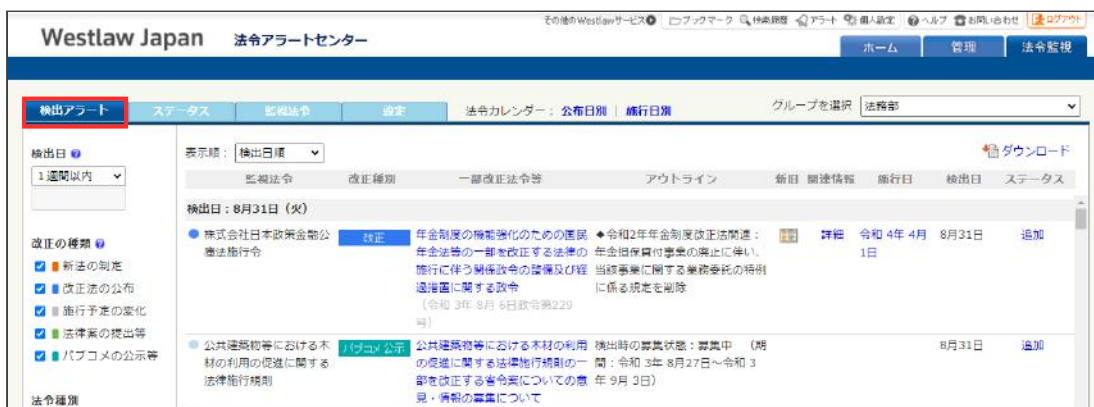 その他のWestlawサービス ブックマーク 検索履歴 アラート 個人設定 ヘルプ お問い合わせ ログアウト
Westlaw Japan 法令アラートセンター
ホーム 管理 法令監視
検出アラート ステータス 監視法令 設定 法令カレンダー： 公布日別 | 施行日別 グループを選択 法務部
検出日
1週間以内
改正の種類
新法の制定
改正法の公布
施行予定の変化
法律案の提出等
パブコメの公示等
法令種別
表示順： 検出日順 ダウンロード
監視法令 改正種別 一部改正法令等 アウトライン 新旧 関連情報 施行日 検出日 ステータス
検出日：8月31日（火）
株式会社日本政策金融公
庫法施行令
改正
年金制度の機能強化のための国民
年金法等の一部を改正する法律の
施行に伴う関係政令の整備及び経
過措置に関する政令
（令和 3年 8月 6日政令第229
号）
◆令和2年年金制度改正法関連：
年金担保貸付事業の廃止に伴い、
当該事業に関する業務委託の特例
に係る規定を削除
詳細
令和 4年 4月
1日
8月31日
追加
公共建築物等における木
材の利用の促進に関する
法律施行規則
パブコメ公示
公共建築物等における木材の利用
の促進に関する法律施行規則の一
部を改正する省令案についての意
見・情報の募集について
検出時の募集状態：募集中 （期
間：令和 3年 8月27日～令和 3
年 9月 3日）
8月31日
追加